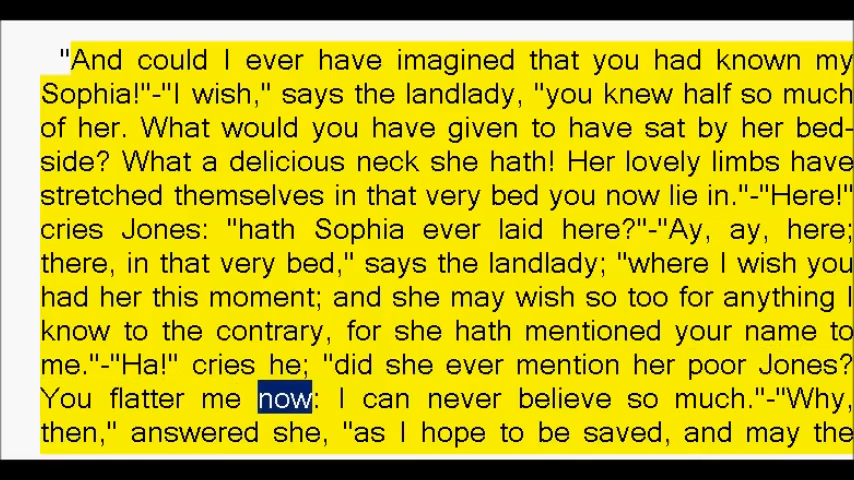 "And could I ever have imagined that you had known my
Sophia!"-"I wish," says the landlady, "you knew half so much
of her. What would you have given to have sat by her bed-
side? What a delicious neck she hath! Her lovely limbs have
stretched themselves in that very bed you now lie in."-"Here!"
cries Jones: "hath Sophia ever laid here?"-"Ay, ay, here;
there, in that very bed," says the landlady; "where I wish you
had her this moment; and she may wish so too for anything I
know to the contrary, for she hath mentioned your name to
me."-"Ha!" cries he; "did she ever mention her poor Jones?
You flatter me now: I can never believe so much."-"Why,
then," answered she, "as I hope to be saved, and may the